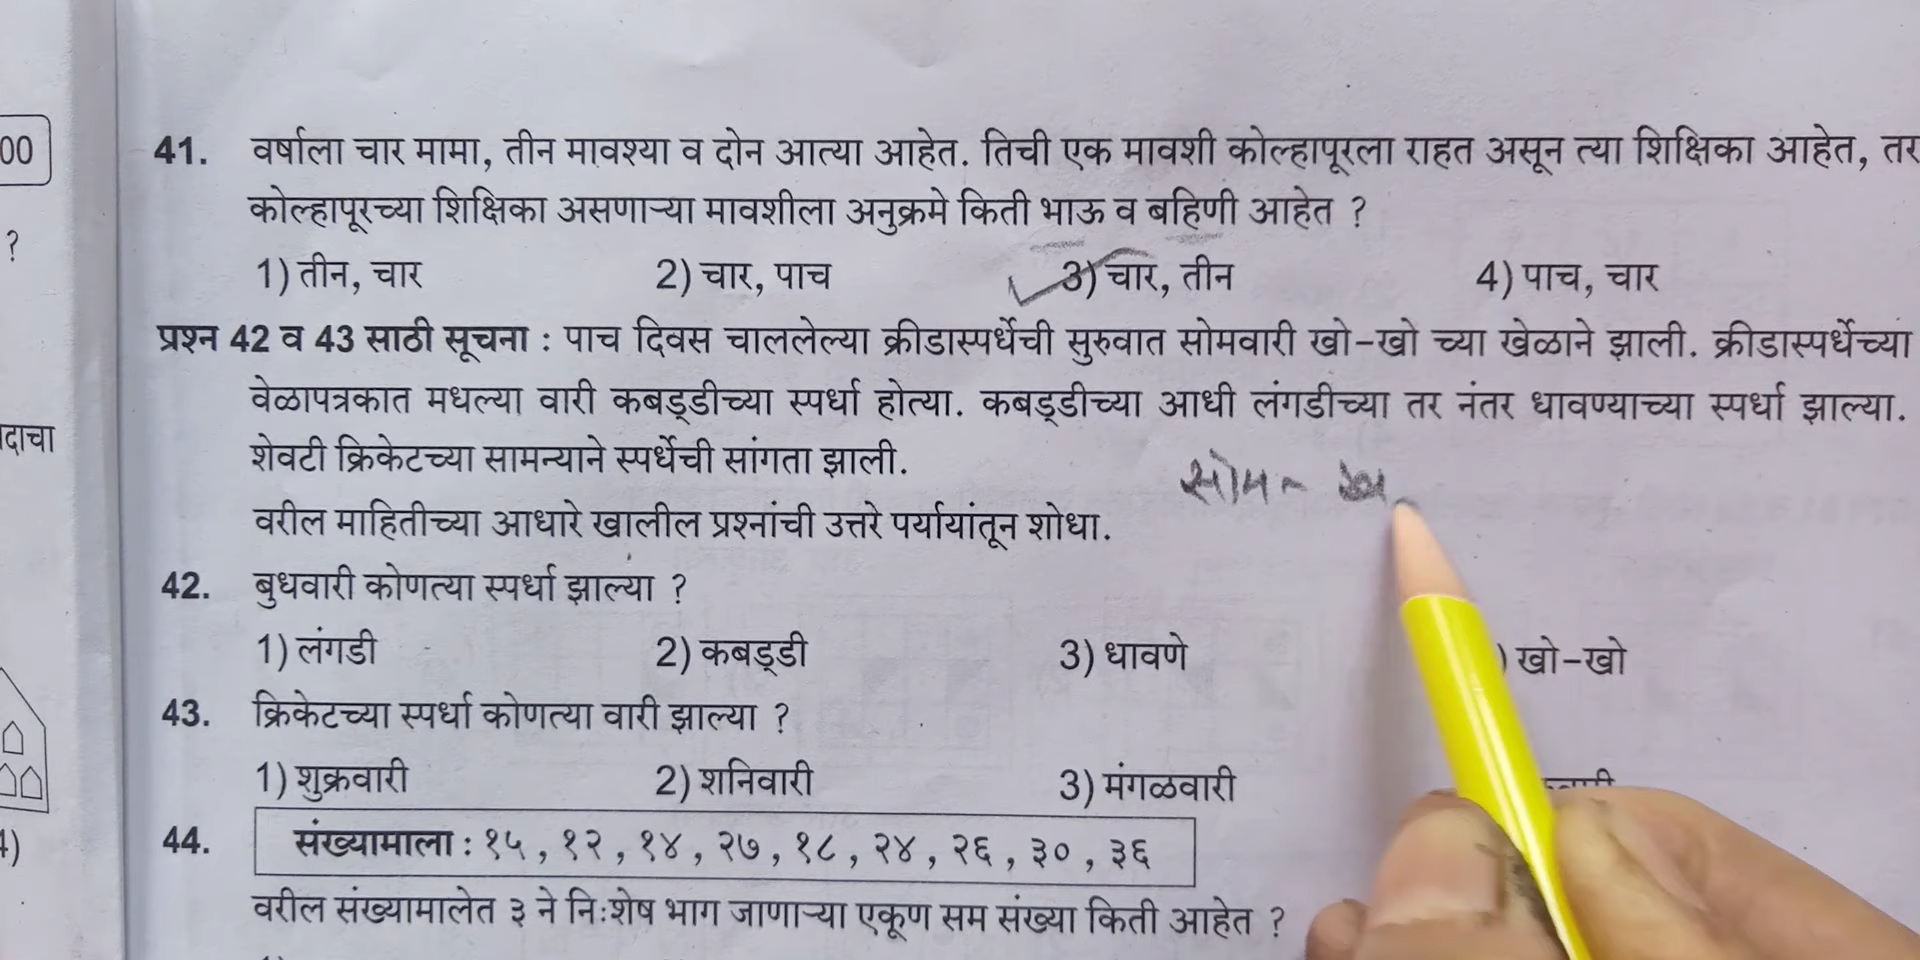 00
41. वर्षाला चार मामा, तीन मावश्या व दोन आत्या आहेत. तिची एक मावशी कोल्हापूरला राहत असून त्या शिक्षिका आहेत, तर
कोल्हापूरच्या शिक्षिका असणाऱ्या मावशीला अनुक्रमे किती भाऊ व बहिणी आहेत ?
?
1) तीन, चार 2) चार, पाच 3) चार, तीन 4) पाच, चार
प्रश्न 42 व 43 साठी सूचना : पाच दिवस चाललेल्या क्रीडास्पर्धेची सुरुवात सोमवारी खो-खो च्या खेळाने झाली. क्रीडास्पर्धेच्या
वेळापत्रकात मधल्या वारी कबड्डीच्या स्पर्धा होत्या. कबड्डीच्या आधी लंगडीच्या तर नंतर धावण्याच्या स्पर्धा झाल्या.
दाचा
शेवटी क्रिकेटच्या सामन्याने स्पर्धेची सांगता झाली.
सोम -
वरील माहितीच्या आधारे खालील प्रश्नांची उत्तरे पर्यायांतून शोधा.
42. बुधवारी कोणत्या स्पर्धा झाल्या ?
1) लंगडी 2) कबड्डी 3) धावणे ) खो-खो
43. क्रिकेटच्या स्पर्धा कोणत्या वारी झाल्या ?
1) शुक्रवारी 2) शनिवारी 3) मंगळवारी
44. संख्यामाला : १५ , १२ , १४ , २७ , १८ , २४ , २६ , ३० , ३६
वरील संख्यामालेत ३ ने निःशेष भाग जाणाऱ्या एकूण सम संख्या किती आहेत ?